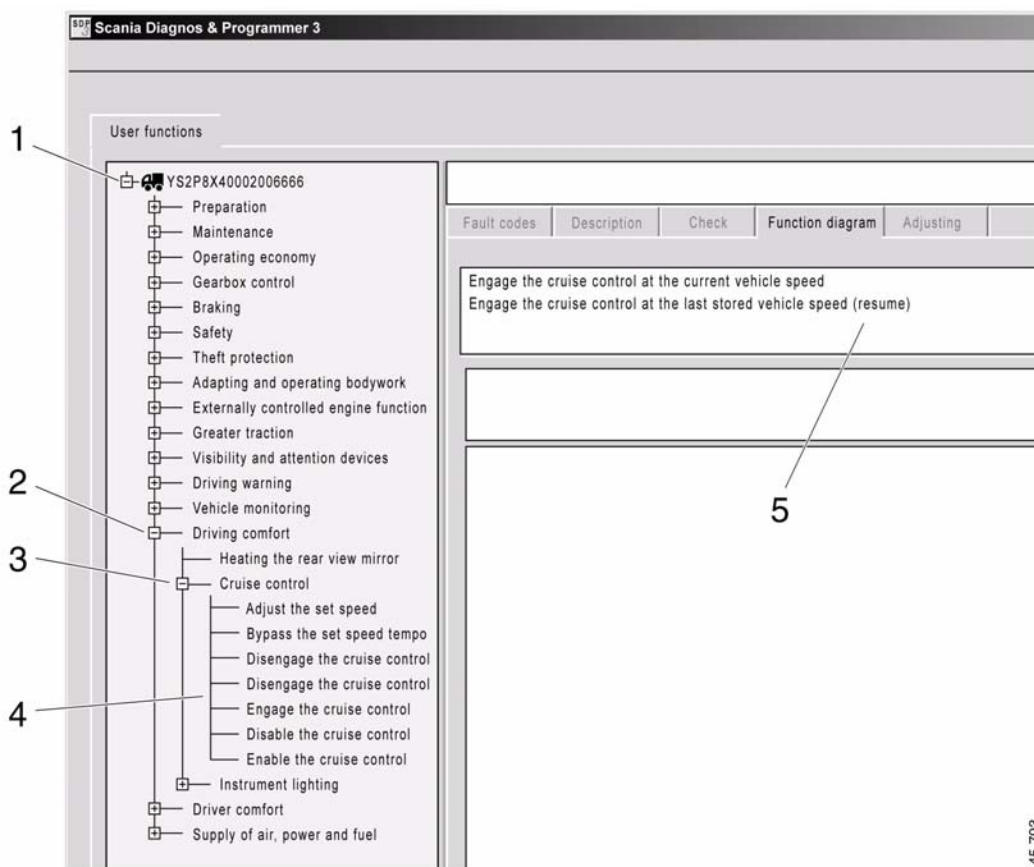 SDP
3
Scania Diagnos & Programmer 3
User functions
1
YS2P8X40002006666
Preparation
Maintenance
Operating economy
Gearbox control
Braking
Safety
Theft protection
Adapting and operating bodywork
Externally controlled engine function
Greater traction
Visibility and attention devices
Driving warning
2
Vehicle monitoring
Driving comfort
3
Heating the rear view mirror
Cruise control
Adjust the set speed
Bypass the set speed tempo
Disengage the cruise control
Disengage the cruise control
4
Engage the cruise control
Disable the cruise control
Enable the cruise control
Instrument lighting
Driver comfort
Supply of air, power and fuel
Fault codes Description Check Function diagram Adjusting
Engage the cruise control at the current vehicle speed
Engage the cruise control at the last stored vehicle speed (resume)
5